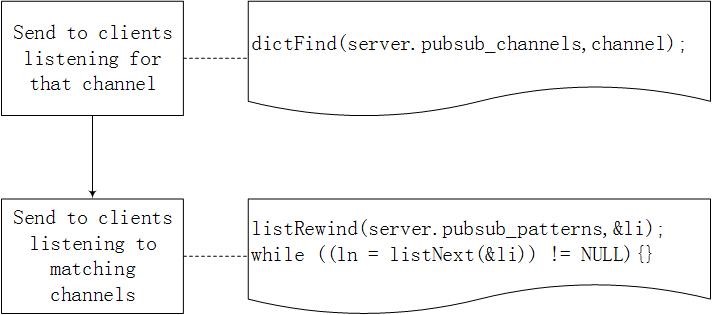 Send to clients
listening for
that channel
dictFind(server.pubsub_channels,channel);
Send to clients
listening to
matching
channels
listRewind(server.pubsub_patterns,&li);
while ((ln = listNext(&li)) != NULL){}